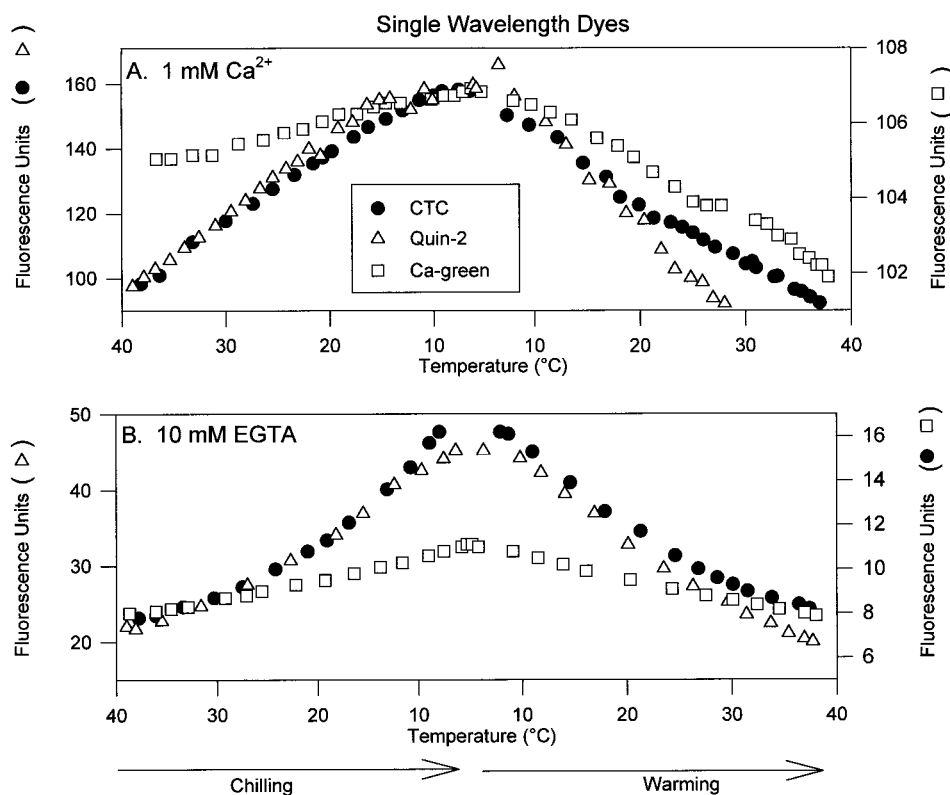 Single Wavelength Dyes
A. 1 mM Ca²⁺
Fluorescence Units ( ● △ )
160
140
120
100
108
106
104
102
Fluorescence Units ( □ )
● CTC
△ Quin-2
□ Ca-green
40 30 20 10 10 20 30 40
Temperature (°C)
B. 10 mM EGTA
Fluorescence Units ( △ )
50
40
30
20
16
14
12
10
8
6
Fluorescence Units ( ● □ )
40 30 20 10 10 20 30 40
Temperature (°C)
Chilling Warming